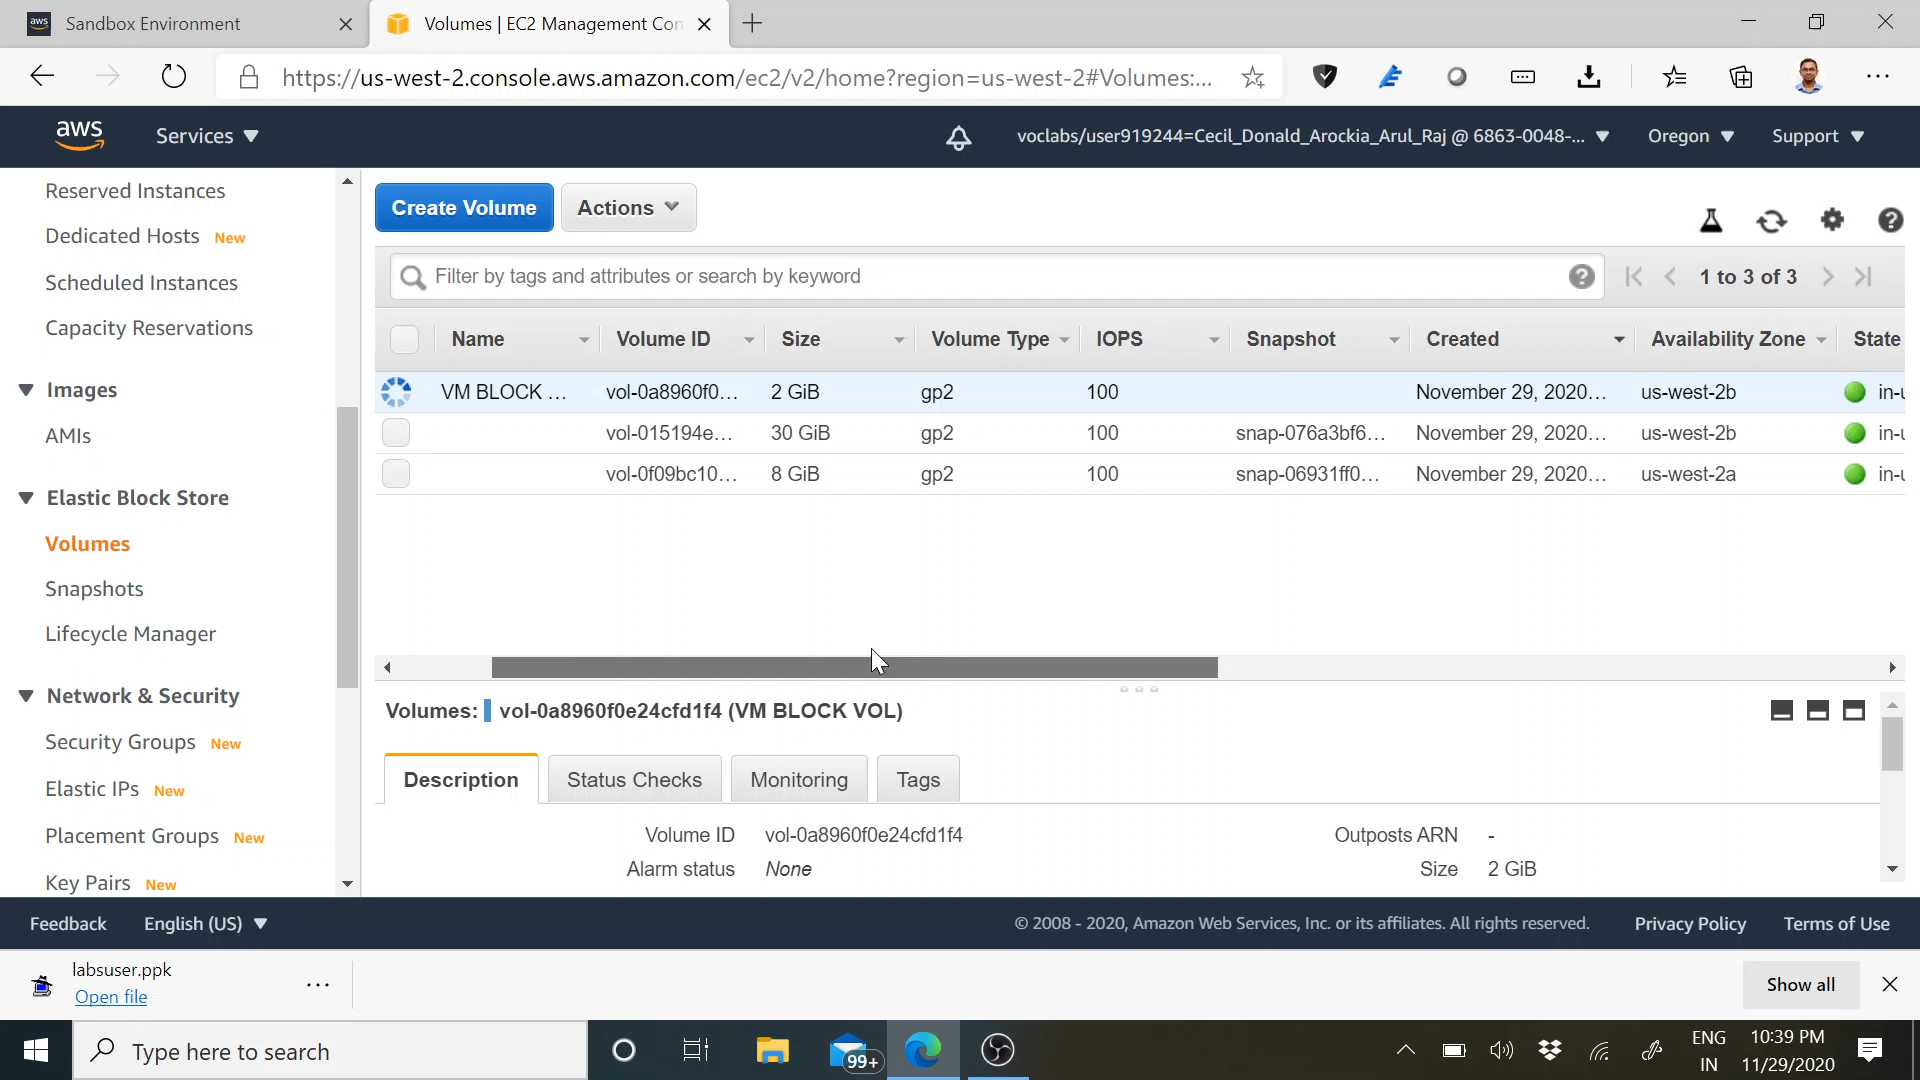 aws Sandbox Environment
Volumes | EC2 Management Con
https://us-west-2.console.aws.amazon.com/ec2/v2/home?region=us-west-2#Volumes:...
aws Services voclabs/user919244=Cecil_Donald_Arockia_Arul_Raj @ 6863-0048-... Oregon Support
Reserved Instances
Dedicated Hosts New
Scheduled Instances
Capacity Reservations
Images
AMIs
Elastic Block Store
Volumes
Snapshots
Lifecycle Manager
Network & Security
Security Groups New
Elastic IPs New
Placement Groups New
Key Pairs New
Create Volume Actions
Filter by tags and attributes or search by keyword 1 to 3 of 3
Name Volume ID Size Volume Type IOPS Snapshot Created Availability Zone State
VM BLOCK ... vol-0a8960f0... 2 GiB gp2 100 November 29, 2020... us-west-2b in-u
vol-015194e... 30 GiB gp2 100 snap-076a3bf6... November 29, 2020... us-west-2b in-u
vol-0f09bc10... 8 GiB gp2 100 snap-06931ff0... November 29, 2020... us-west-2a in-u
Volumes: vol-0a8960f0e24cfd1f4 (VM BLOCK VOL)
Description Status Checks Monitoring Tags
Volume ID vol-0a8960f0e24cfd1f4 Outposts ARN -
Alarm status None Size 2 GiB
Feedback English (US) © 2008 - 2020, Amazon Web Services, Inc. or its affiliates. All rights reserved. Privacy Policy Terms of Use
labsuser.ppk
Open file
Show all
Type here to search
99+
ENG
IN
10:39 PM
11/29/2020